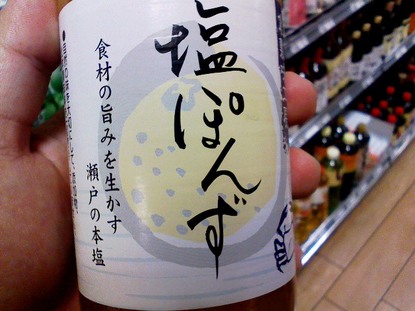 塩ぽんず
食材の旨みを生かす
瀬戸の本塩